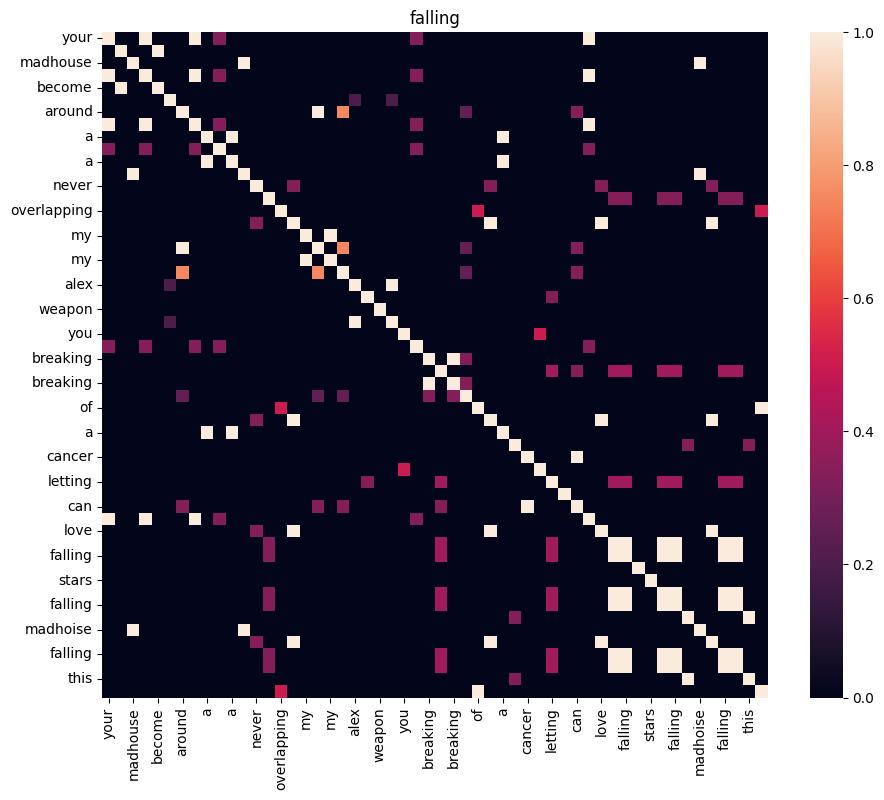 falling
your
madhouse
become
around
a
a
never
overlapping
my
my
alex
weapon
you
breaking
breaking
of
a
cancer
letting
can
love
falling
stars
falling
madhoise
falling
this
1.0
0.8
0.6
0.4
0.2
0.0
your
madhouse
become
around
a
a
never
overlapping
my
my
alex
weapon
you
breaking
breaking
of
a
cancer
letting
can
love
falling
stars
falling
madhoise
falling
this